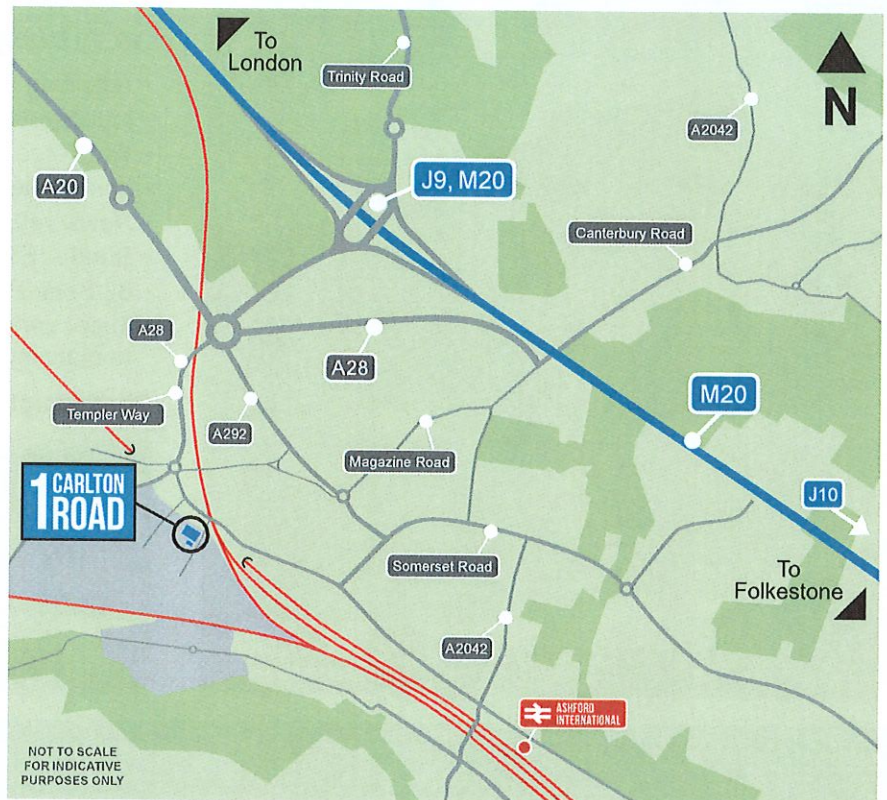 To
London
Trinity Road
N
A2042
A20
J9, M20
Canterbury Road
A28
A28
M20
Templer Way
A292
Magazine Road
1 CARLTON
ROAD
J10
Somerset Road
To
Folkestone
A2042
ASHFORD
INTERNATIONAL
NOT TO SCALE
FOR INDICATIVE
PURPOSES ONLY